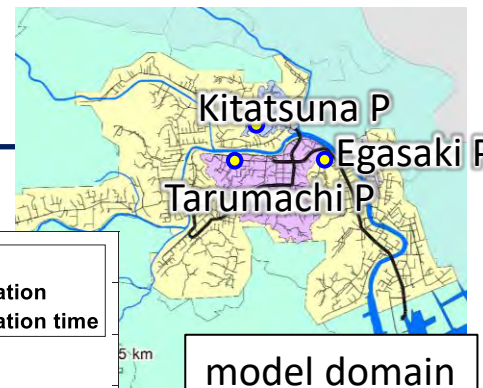 Kitatsuna P
Egasaki P
Tarumachi P
ation
ation time
5 km
model domain